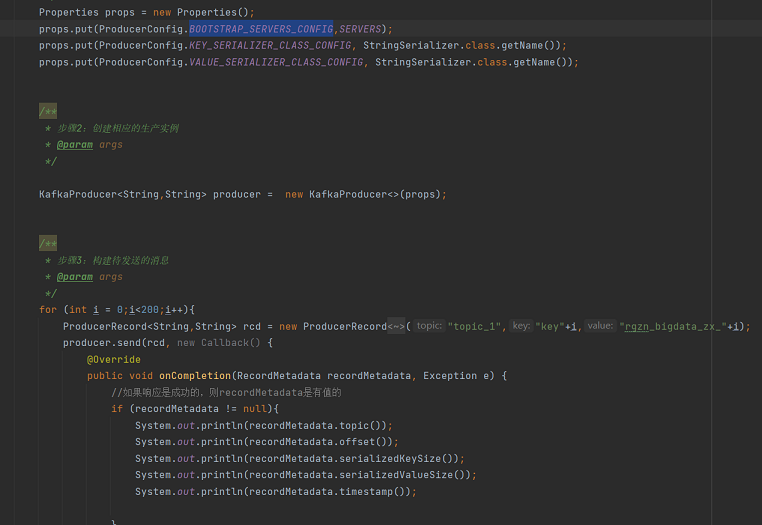 Properties props = new Properties();
props.put(ProducerConfig.BOOTSTRAP_SERVERS_CONFIG,SERVERS);
props.put(ProducerConfig.KEY_SERIALIZER_CLASS_CONFIG, StringSerializer.class.getName());
props.put(ProducerConfig.VALUE_SERIALIZER_CLASS_CONFIG, StringSerializer.class.getName());
/**
* 步骤2：创建相应的生产实例
* @param args
*/
KafkaProducer<String,String> producer = new KafkaProducer<>(props);
/**
* 步骤3：构建待发送的消息
* @param args
*/
for (int i = 0;i<200;i++){
ProducerRecord<String,String> rcd = new ProducerRecord<~>( topic: "topic_1", key: "key"+i, value: "rgzn_bigdata_zx_"+i);
producer.send(rcd, new Callback() {
@Override
public void onCompletion(RecordMetadata recordMetadata, Exception e) {
//如果响应是成功的，则recordMetadata是有值的
if (recordMetadata != null){
System.out.println(recordMetadata.topic());
System.out.println(recordMetadata.offset());
System.out.println(recordMetadata.serializedKeySize());
System.out.println(recordMetadata.serializedValueSize());
System.out.println(recordMetadata.timestamp());
}